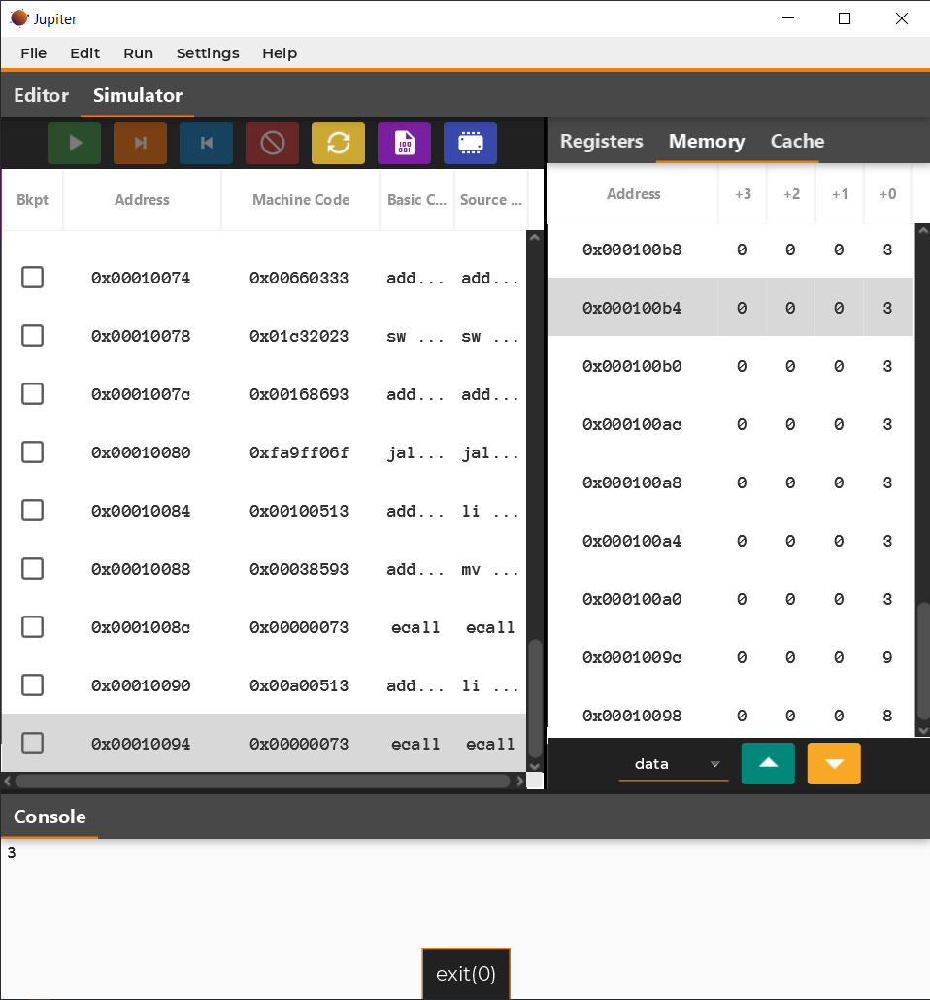 Jupiter
File Edit Run Settings Help
Editor Simulator
Registers Memory Cache
Bkpt Address Machine Code Basic C... Source ...
0x00010074 0x00660333 add... add...
0x00010078 0x01c32023 sw ... sw ...
0x0001007c 0x00168693 add... add...
0x00010080 0xfa9ff06f jal... jal...
0x00010084 0x00100513 add... li ...
0x00010088 0x00038593 add... mv ...
0x0001008c 0x00000073 ecall ecall
0x00010090 0x00a00513 add... li ...
0x00010094 0x00000073 ecall ecall
Address +3 +2 +1 +0
0x000100b8 0 0 0 3
0x000100b4 0 0 0 3
0x000100b0 0 0 0 3
0x000100ac 0 0 0 3
0x000100a8 0 0 0 3
0x000100a4 0 0 0 3
0x000100a0 0 0 0 3
0x0001009c 0 0 0 9
0x00010098 0 0 0 8
data
Console
3
exit(0)